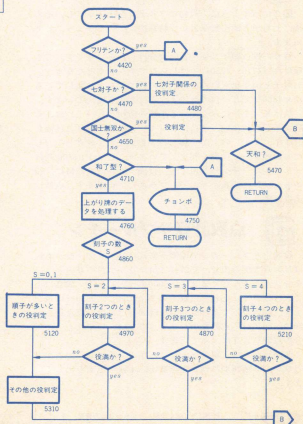 スタート
フリテンか?
yes
A
no
4420
七対子か?
yes
七対子関係の
役判定
no
4470
4480
国士無双か
?
yes
役判定
B
no
4650
天和?
5470
和了型?
no
A
yes
4710
RETURN
上がり牌のデー
タを処理する
4760
チョンボ
4750
RETURN
刻子の数
S
4860
S=0,1
S=2
S=3
S=4
順子が多いと
きの役判定
5120
刻子2つのとき
の役判定
4970
刻子3つのとき
の役判定
4870
刻子4つのとき
の役判定
5210
no
役満か?
yes
no
役満か?
yes
no
役満か?
yes
その他の役判定
5310
B